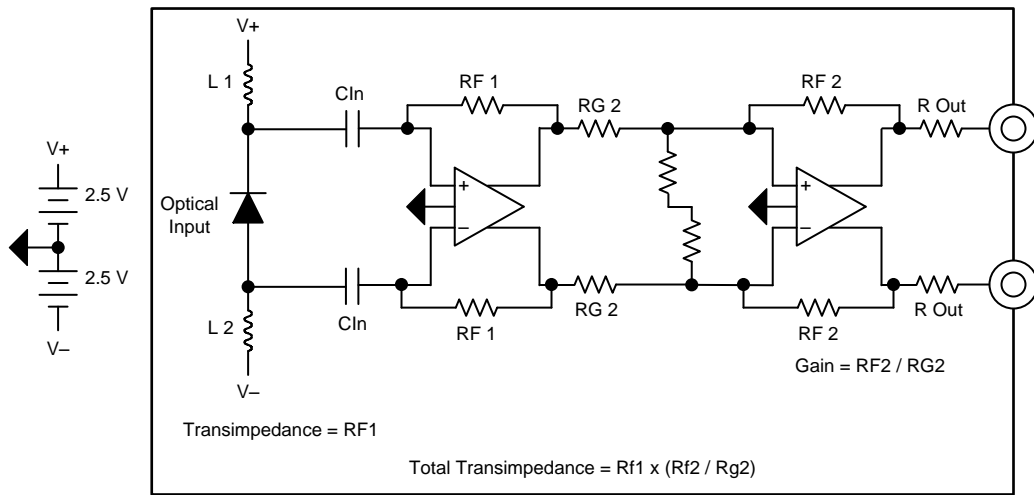 V+
L 1
CIn
RF 1
RG 2
RF 2
R Out
V+
2.5 V
2.5 V
V–
Optical
Input
+
–
+
–
L 2
CIn
RF 1
RG 2
RF 2
R Out
V–
Gain = RF2 / RG2
Transimpedance = RF1
Total Transimpedance = Rf1 x (Rf2 / Rg2)